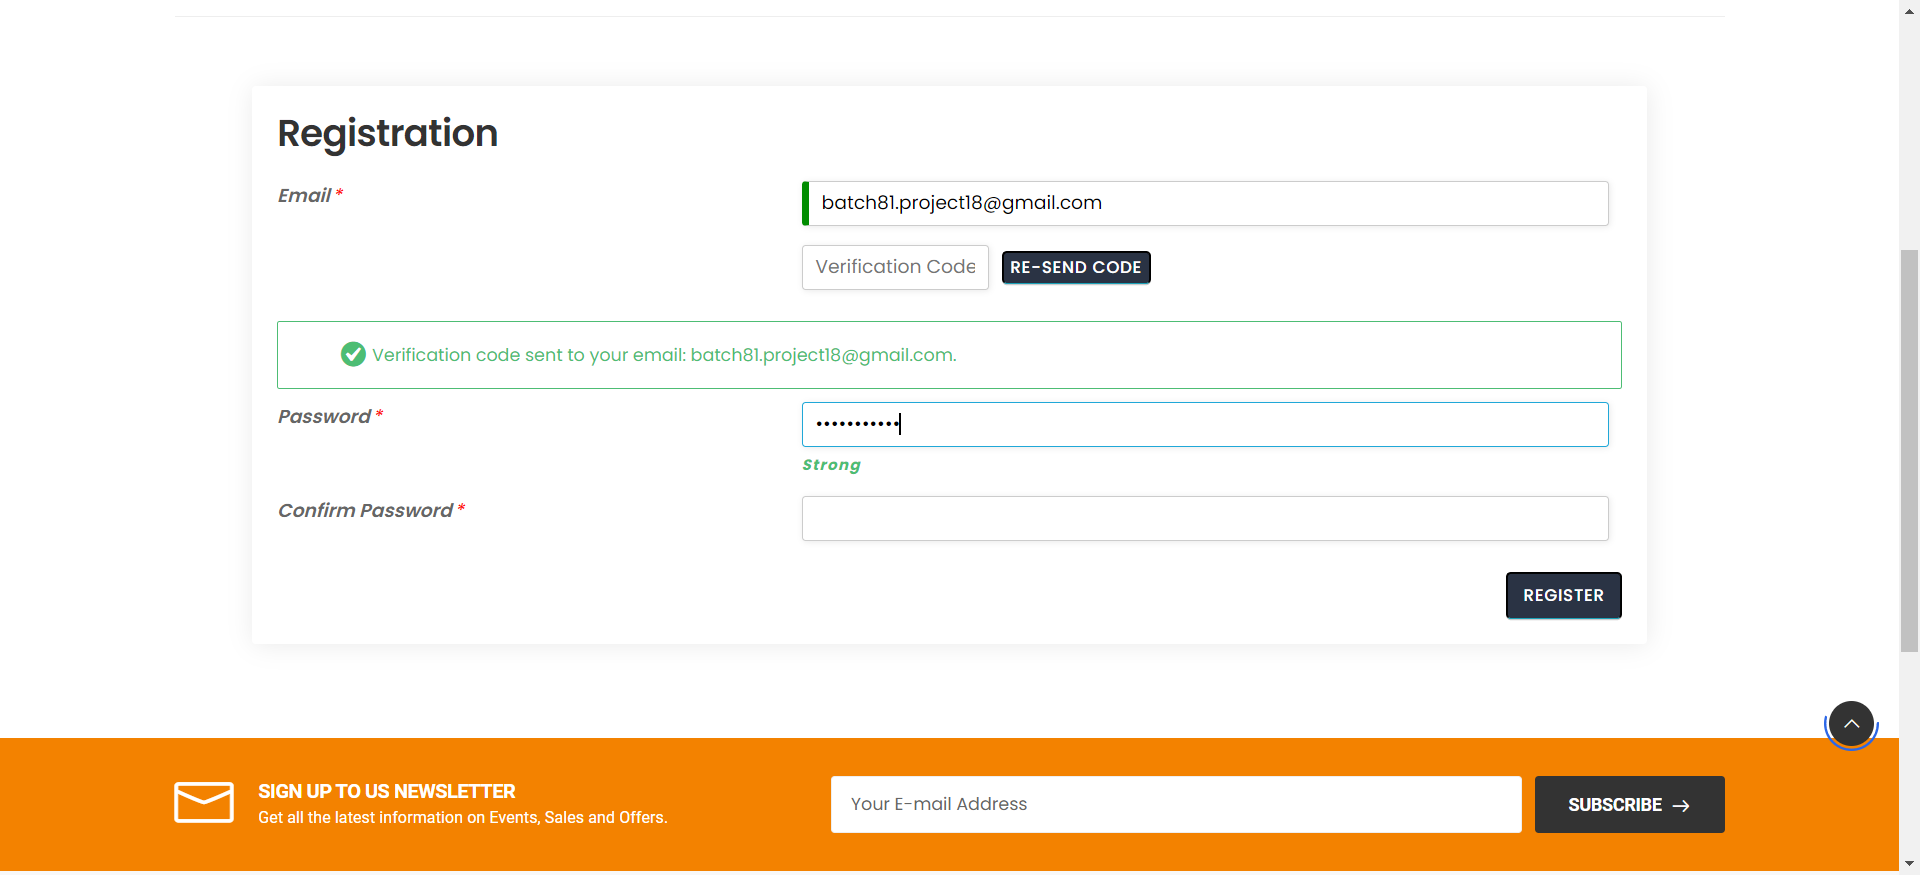 Registration
Email *
batch81.project18@gmail.com
Verification Code
RE-SEND CODE
Verification code sent to your email: batch81.project18@gmail.com.
Password *
•••••••••••
Strong
Confirm Password *
REGISTER
SIGN UP TO US NEWSLETTER
Get all the latest information on Events, Sales and Offers.
Your E-mail Address
SUBSCRIBE →